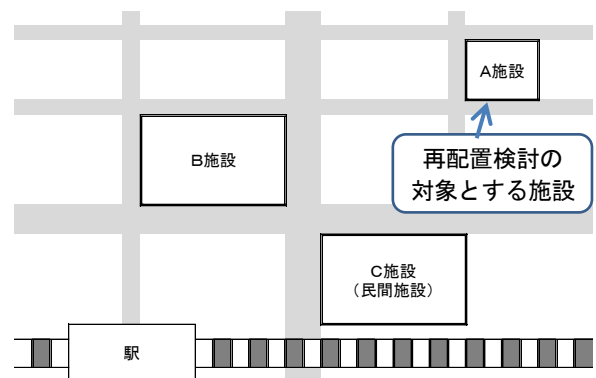 A施設
B施設
再配置検討の
対象とする施設
C施設
（民間施設）
駅